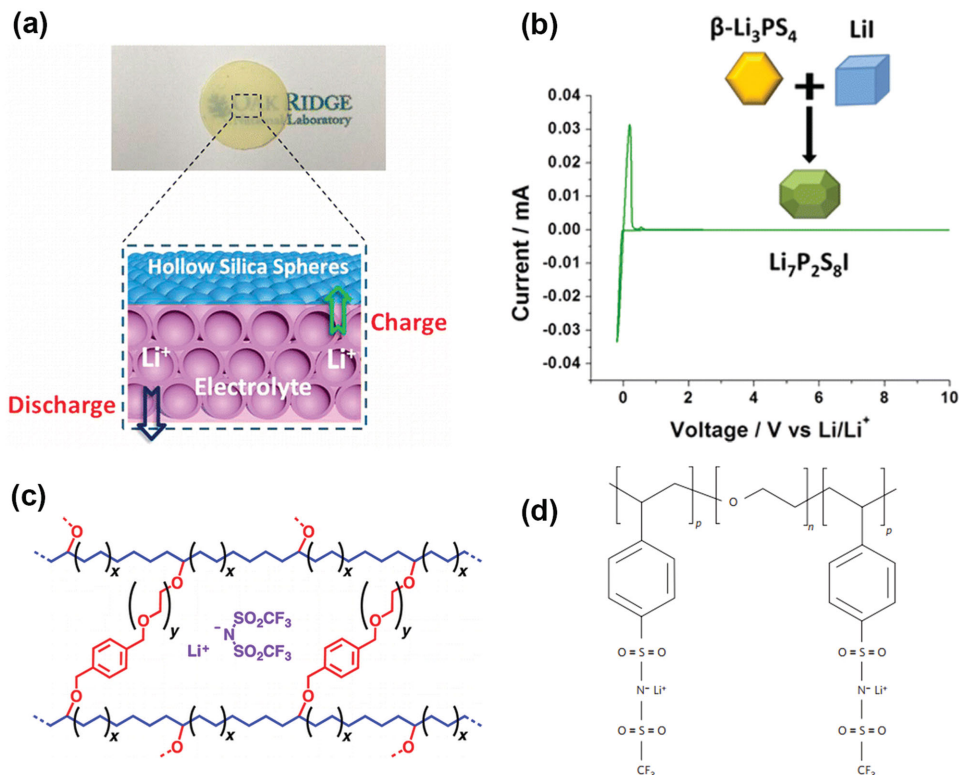 (a)
OAK RIDGE
National Laboratory
Hollow Silica Spheres
Charge
Li⁺
Li⁺
Electrolyte
Discharge
(b)
β-Li₃PS₄
LiI
Li₇P₂S₈I
0.04
0.03
0.02
0.01
0.00
-0.01
-0.02
-0.03
-0.04
Current / mA
0
2
4
6
8
10
Voltage / V vs Li/Li⁺
(c)
O
O
O
O
x
x
x
x
O
y
O
y
SO₂CF₃
⁻N
SO₂CF₃
Li⁺
O
O
x
x
x
x
O
O
(d)
p
O
n
p
O=S=O
O=S=O
N⁻ Li⁺
N⁻ Li⁺
O=S=O
O=S=O
CF₃
CF₃